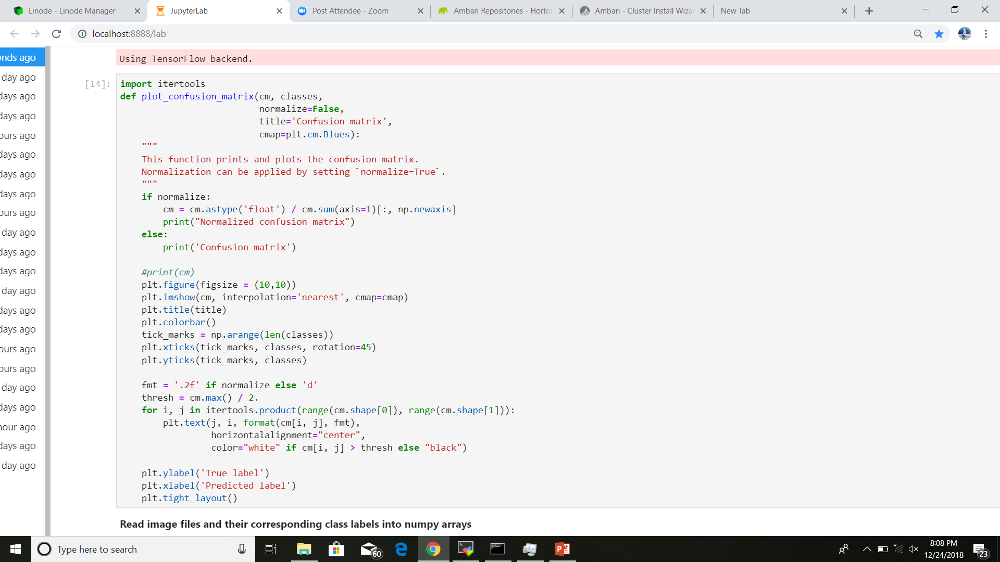 Linode - Linode Manager
JupyterLab
Post Attendee - Zoom
Ambari Repositories - Hortor
Ambari - Cluster Install Wiza
New Tab
localhost:8888/lab
onds ago
day ago
days ago
days ago
ours ago
days ago
days ago
days ago
ours ago
day ago
days ago
days ago
day ago
days ago
days ago
ours ago
ours ago
day ago
days ago
hour ago
days ago
day ago
Using TensorFlow backend.
[14]:
import itertools
def plot_confusion_matrix(cm, classes,
                          normalize=False,
                          title='Confusion matrix',
                          cmap=plt.cm.Blues):
    """
    This function prints and plots the confusion matrix.
    Normalization can be applied by setting `normalize=True`.
    """
    if normalize:
        cm = cm.astype('float') / cm.sum(axis=1)[:, np.newaxis]
        print("Normalized confusion matrix")
    else:
        print('Confusion matrix')
    #print(cm)
    plt.figure(figsize = (10,10))
    plt.imshow(cm, interpolation='nearest', cmap=cmap)
    plt.title(title)
    plt.colorbar()
    tick_marks = np.arange(len(classes))
    plt.xticks(tick_marks, classes, rotation=45)
    plt.yticks(tick_marks, classes)
    fmt = '.2f' if normalize else 'd'
    thresh = cm.max() / 2.
    for i, j in itertools.product(range(cm.shape[0]), range(cm.shape[1])):
        plt.text(j, i, format(cm[i, j], fmt),
                 horizontalalignment="center",
                 color="white" if cm[i, j] > thresh else "black")
    plt.ylabel('True label')
    plt.xlabel('Predicted label')
    plt.tight_layout()
Read image files and their corresponding class labels into numpy arrays
Type here to search
60
8:08 PM
12/24/2018
23